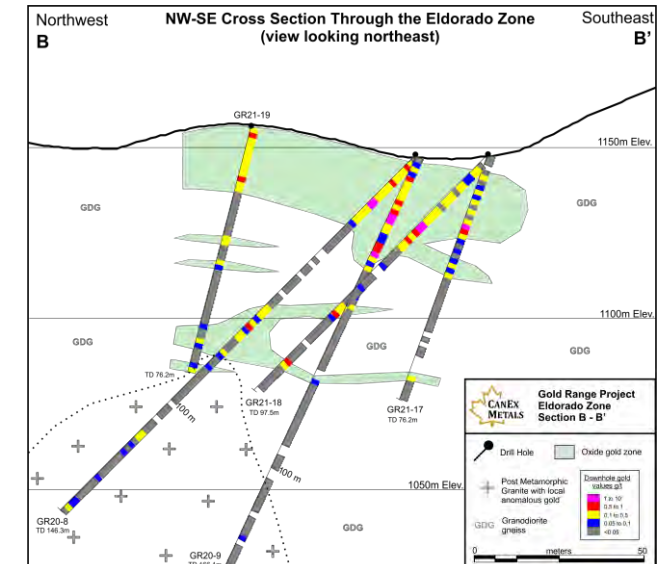 Northwest
B
NW-SE Cross Section Through the Eldorado Zone
(view looking northeast)
Southeast
B'
GR21-19
1150m Elev.
GDG
GDG
1100m Elev.
GDG
GDG
GDG
TD 76.2m
GR21-18
TD 97.5m
GR21-17
TD 76.2m
100 m
100 m
1050m Elev.
GR20-8
TD 146.3m
GDG
GR20-9
CANEX
METALS
Gold Range Project
Eldorado Zone
Section B - B'
Drill Hole
Oxide gold zone
Post Metamorphic
Granite with local
anomalous gold
GDG
Granodiorite
gneiss
Downhole gold
values g/t
1 to 10
0.5 to 1
0.1 to 0.5
0.05 to 0.1
<0.05
0
meters
50